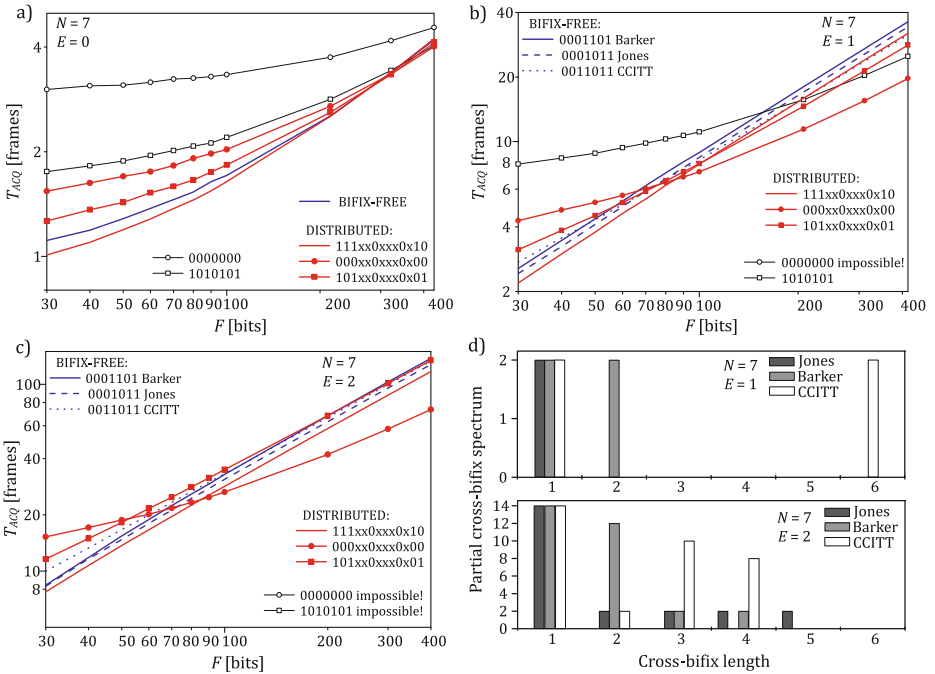 a)
N = 7
E = 0
T_ACQ [frames]
4
2
1
BIFIX-FREE
DISTRIBUTED:
111xx0xxx0x10
000xx0xxx0x00
101xx0xxx0x01
0000000
1010101
30 40 50 60 70 80 90 100 200 300 400
F [bits]
b)
BIFIX-FREE:
0001101 Barker
0001011 Jones
0011011 CCITT
N = 7
E = 1
T_ACQ [frames]
40
20
10
8
6
4
2
DISTRIBUTED:
111xx0xxx0x10
000xx0xxx0x00
101xx0xxx0x01
0000000 impossible!
1010101
30 40 50 60 70 80 90 100 200 300 400
F [bits]
c)
BIFIX-FREE:
0001101 Barker
0001011 Jones
0011011 CCITT
N = 7
E = 2
T_ACQ [frames]
100
80
60
40
20
10
8
DISTRIBUTED:
111xx0xxx0x10
000xx0xxx0x00
101xx0xxx0x01
0000000 impossible!
1010101 impossible!
30 40 50 60 70 80 90 100 200 300 400
F [bits]
d)
Partial cross-bifix spectrum
N = 7
E = 1
Jones
Barker
CCITT
2
1
0
1 2 3 4 5 6
N = 7
E = 2
Jones
Barker
CCITT
14
12
10
8
6
4
2
0
1 2 3 4 5 6
Cross-bifix length